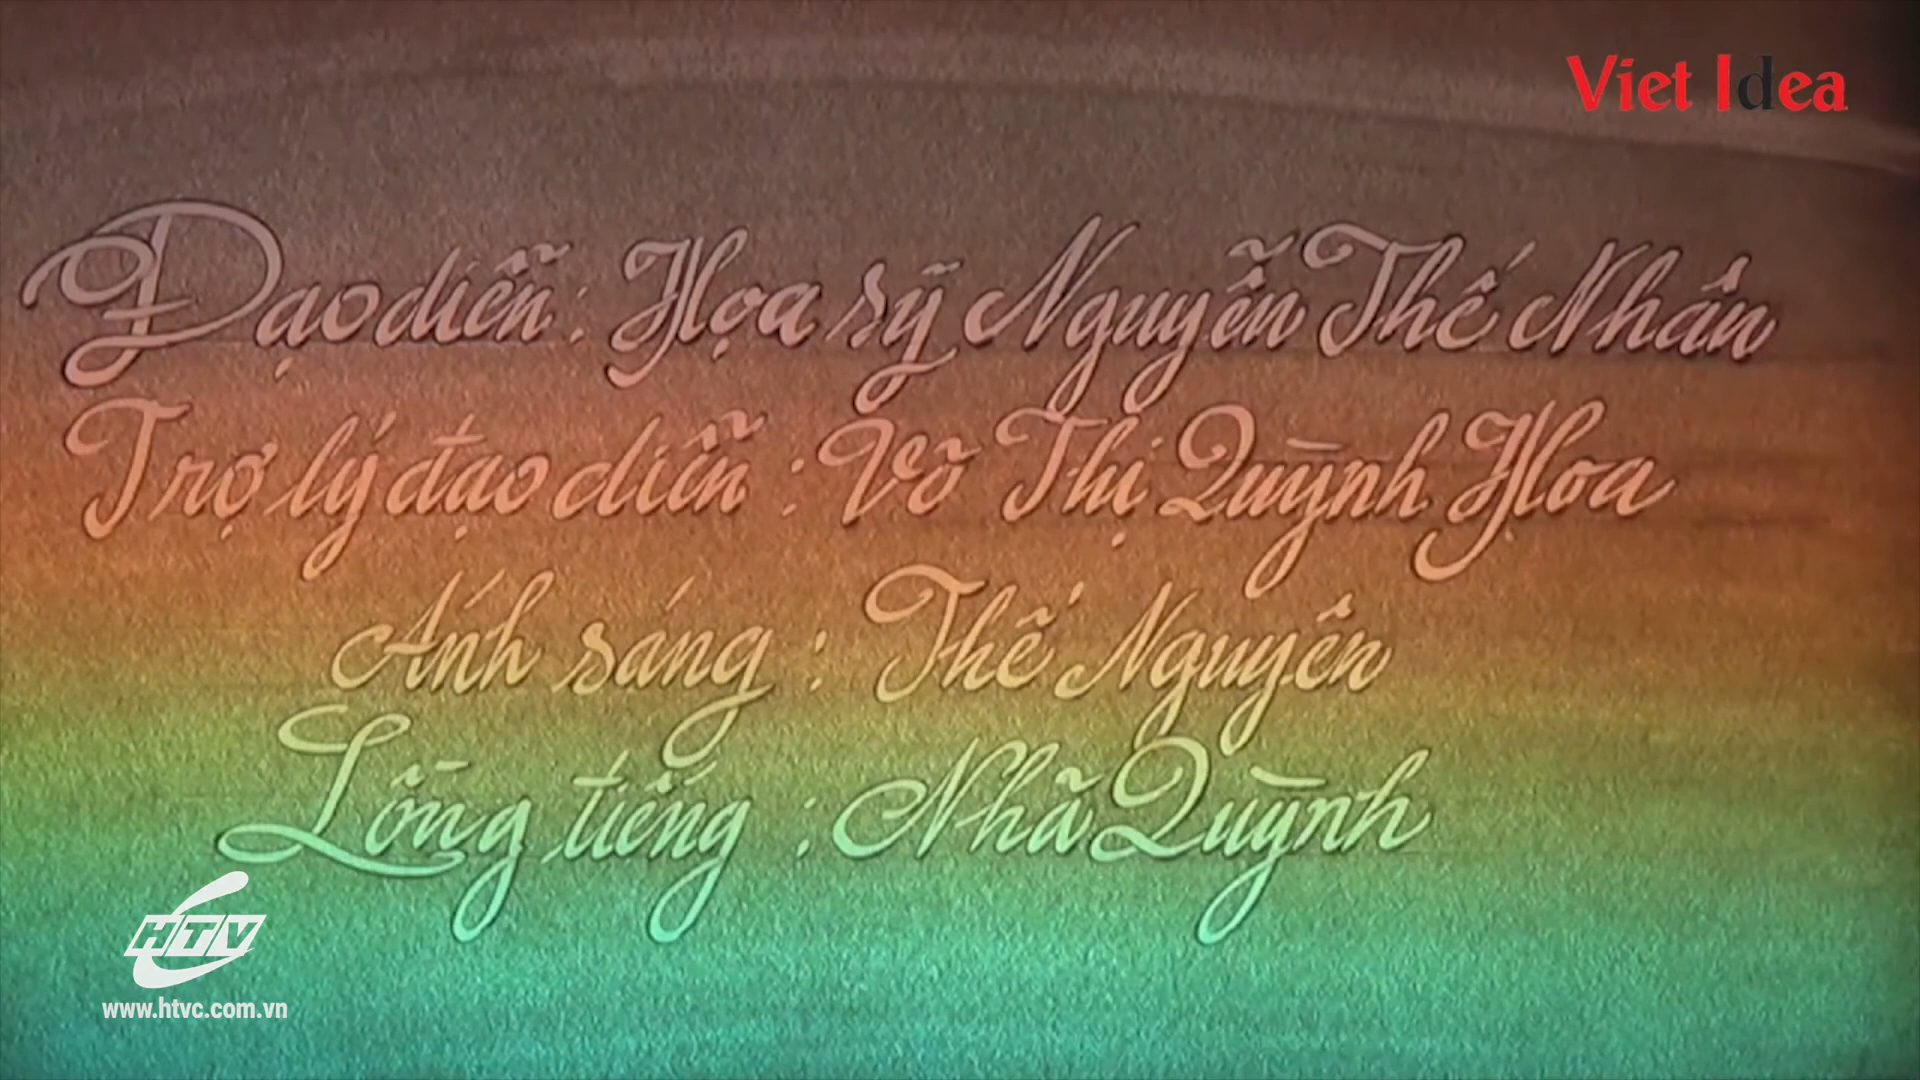 Viet Idea
Đạo diễn : Họa sỹ Nguyễn Thế Nhân
Trợ lý đạo diễn : Võ Thị Quỳnh Hoa
Ánh sáng : Thế Nguyên
Lồng tiếng : Nhã Quỳnh
HTV
www.htvc.com.vn